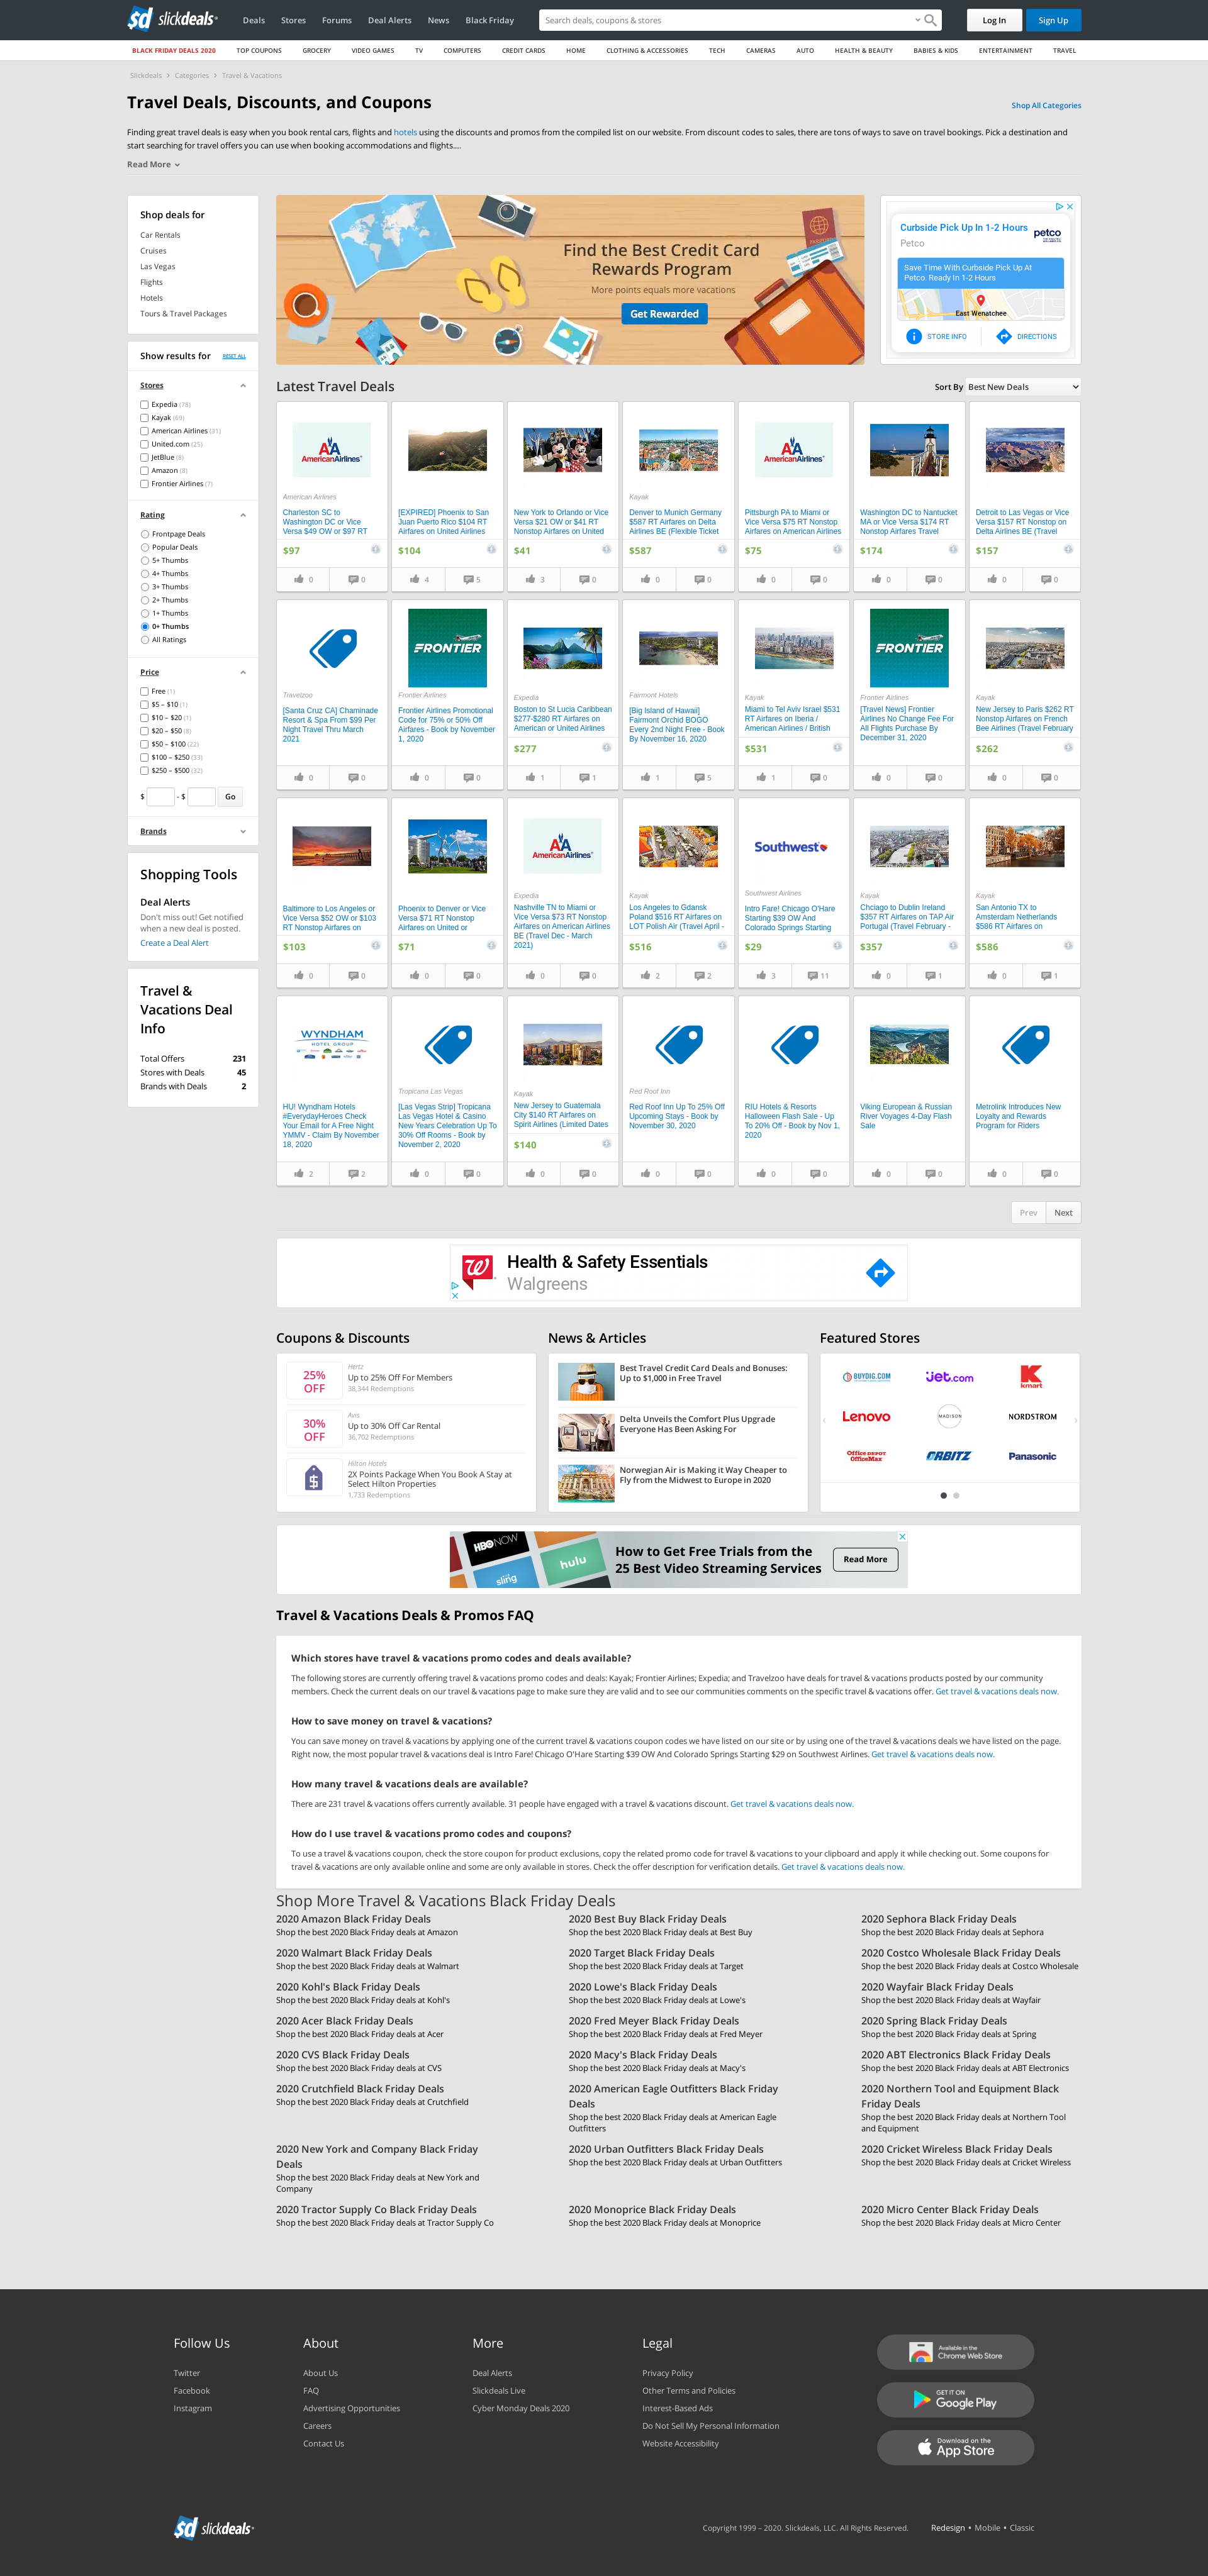 slickdeals
Deals
Stores
Forums
Deal Alerts
News
Black Friday
Search deals, coupons & stores
Log In
Sign Up
BLACK FRIDAY DEALS 2020
TOP COUPONS
GROCERY
VIDEO GAMES
TV
COMPUTERS
CREDIT CARDS
HOME
CLOTHING & ACCESSORIES
TECH
CAMERAS
AUTO
HEALTH & BEAUTY
BABIES & KIDS
ENTERTAINMENT
TRAVEL
Slickdeals › Categories › Travel & Vacations
Travel Deals, Discounts, and Coupons
Shop All Categories
Finding great travel deals is easy when you book rental cars, flights and hotels using the discounts and promos from the compiled list on our website. From discount codes to sales, there are tons of ways to save on travel bookings. Pick a destination and
start searching for travel offers you can use when booking accommodations and flights....
Read More
Shop deals for
Car Rentals
Cruises
Las Vegas
Flights
Hotels
Tours & Travel Packages
Show results for
RESET ALL
Stores
Expedia (78)
Kayak (69)
American Airlines (31)
United.com (25)
JetBlue (8)
Amazon (8)
Frontier Airlines (7)
Rating
Frontpage Deals
Popular Deals
5+ Thumbs
4+ Thumbs
3+ Thumbs
2+ Thumbs
1+ Thumbs
0+ Thumbs
All Ratings
Price
Free (1)
$5 – $10 (1)
$10 – $20 (1)
$20 – $50 (8)
$50 – $100 (22)
$100 – $250 (33)
$250 – $500 (32)
$ - $ Go
Brands
Shopping Tools
Deal Alerts
Don't miss out! Get notified
when a new deal is posted.
Create a Deal Alert
Travel &
Vacations Deal
Info
Total Offers 231
Stores with Deals 45
Brands with Deals 2
Find the Best Credit Card
Rewards Program
More points equals more vacations
Get Rewarded
Curbside Pick Up In 1-2 Hours
Petco
petco
Save Time With Curbside Pick Up At
Petco. Ready In 1-2 Hours
East Wenatchee
STORE INFO
DIRECTIONS
Latest Travel Deals
Sort By Best New Deals
AmericanAirlines
American Airlines
Charleston SC to
Washington DC or Vice
Versa $49 OW or $97 RT
$97
0 0
[EXPIRED] Phoenix to San
Juan Puerto Rico $104 RT
Airfares on United Airlines
$104
4 5
New York to Orlando or Vice
Versa $21 OW or $41 RT
Nonstop Airfares on United
$41
3 0
Kayak
Denver to Munich Germany
$587 RT Airfares on Delta
Airlines BE (Flexible Ticket
$587
0 0
AmericanAirlines
Pittsburgh PA to Miami or
Vice Versa $75 RT Nonstop
Airfares on American Airlines
$75
0 0
Washington DC to Nantucket
MA or Vice Versa $174 RT
Nonstop Airfares Travel
$174
0 0
Detroit to Las Vegas or Vice
Versa $157 RT Nonstop on
Delta Airlines BE (Travel
$157
0 0
Travelzoo
[Santa Cruz CA] Chaminade
Resort & Spa From $99 Per
Night Travel Thru March
2021
0 0
FRONTIER
Frontier Airlines
Frontier Airlines Promotional
Code for 75% or 50% Off
Airfares - Book by November
1, 2020
0 0
Expedia
Boston to St Lucia Caribbean
$277-$280 RT Airfares on
American or United Airlines
$277
1 1
Fairmont Hotels
[Big Island of Hawaii]
Fairmont Orchid BOGO
Every 2nd Night Free - Book
By November 16, 2020
1 5
Kayak
Miami to Tel Aviv Israel $531
RT Airfares on Iberia /
American Airlines / British
$531
1 0
FRONTIER
Frontier Airlines
[Travel News] Frontier
Airlines No Change Fee For
All Flights Purchase By
December 31, 2020
0 0
Kayak
New Jersey to Paris $262 RT
Nonstop Airfares on French
Bee Airlines (Travel February
$262
0 0
Baltimore to Los Angeles or
Vice Versa $52 OW or $103
RT Nonstop Airfares on
$103
0 0
Phoenix to Denver or Vice
Versa $71 RT Nonstop
Airfares on United or
$71
0 0
AmericanAirlines
Expedia
Nashville TN to Miami or
Vice Versa $73 RT Nonstop
Airfares on American Airlines
BE (Travel Dec - March
2021)
0 0
Kayak
Los Angeles to Gdansk
Poland $516 RT Airfares on
LOT Polish Air (Travel April -
$516
2 2
Southwest
Southwest Airlines
Intro Fare! Chicago O'Hare
Starting $39 OW And
Colorado Springs Starting
$29
3 11
Kayak
Chciago to Dublin Ireland
$357 RT Airfares on TAP Air
Portugal (Travel February -
$357
0 1
Kayak
San Antonio TX to
Amsterdam Netherlands
$586 RT Airfares on
$586
0 1
WYNDHAM
HOTEL GROUP
HU! Wyndham Hotels
#EverydayHeroes Check
Your Email for A Free Night
YMMV - Claim By November
18, 2020
2 2
Tropicana Las Vegas
[Las Vegas Strip] Tropicana
Las Vegas Hotel & Casino
New Years Celebration Up To
30% Off Rooms - Book by
November 2, 2020
0 0
Kayak
New Jersey to Guatemala
City $140 RT Airfares on
Spirit Airlines (Limited Dates
$140
0 0
Red Roof Inn
Red Roof Inn Up To 25% Off
Upcoming Stays - Book by
November 30, 2020
0 0
RIU Hotels & Resorts
Halloween Flash Sale - Up
To 20% Off - Book by Nov 1,
2020
0 0
Viking European & Russian
River Voyages 4-Day Flash
Sale
0 0
Metrolink Introduces New
Loyalty and Rewards
Program for Riders
0 0
Prev
Next
Health & Safety Essentials
Walgreens
Coupons & Discounts
25%
OFF
Hertz
Up to 25% Off For Members
38,344 Redemptions
30%
OFF
Avis
Up to 30% Off Car Rental
36,702 Redemptions
Hilton Hotels
2X Points Package When You Book A Stay at
Select Hilton Properties
1,733 Redemptions
News & Articles
Best Travel Credit Card Deals and Bonuses:
Up to $1,000 in Free Travel
Delta Unveils the Comfort Plus Upgrade
Everyone Has Been Asking For
Norwegian Air is Making it Way Cheaper to
Fly from the Midwest to Europe in 2020
Featured Stores
BUYDIG.COM
Jet.com
kmart
Lenovo
MADISON
NORDSTROM
Office DEPOT
OfficeMax
ORBITZ
Panasonic
HBO NOW
sling
hulu
How to Get Free Trials from the
25 Best Video Streaming Services
Read More
Travel & Vacations Deals & Promos FAQ
Which stores have travel & vacations promo codes and deals available?
The following stores are currently offering travel & vacations promo codes and deals: Kayak; Frontier Airlines; Expedia; and Travelzoo have deals for travel & vacations products posted by our community
members. Check the current deals on our travel & vacations page to make sure they are valid and to see our communities comments on the specific travel & vacations offer. Get travel & vacations deals now.
How to save money on travel & vacations?
You can save money on travel & vacations by applying one of the current travel & vacations coupon codes we have listed on our site or by using one of the travel & vacations deals we have listed on the page.
Right now, the most popular travel & vacations deal is Intro Fare! Chicago O'Hare Starting $39 OW And Colorado Springs Starting $29 on Southwest Airlines. Get travel & vacations deals now.
How many travel & vacations deals are available?
There are 231 travel & vacations offers currently available. 31 people have engaged with a travel & vacations discount. Get travel & vacations deals now.
How do I use travel & vacations promo codes and coupons?
To use a travel & vacations coupon, check the store coupon for product exclusions, copy the related promo code for travel & vacations to your clipboard and apply it while checking out. Some coupons for
travel & vacations are only available online and some are only available in stores. Check the offer description for verification details. Get travel & vacations deals now.
Shop More Travel & Vacations Black Friday Deals
2020 Amazon Black Friday Deals
Shop the best 2020 Black Friday deals at Amazon
2020 Best Buy Black Friday Deals
Shop the best 2020 Black Friday deals at Best Buy
2020 Sephora Black Friday Deals
Shop the best 2020 Black Friday deals at Sephora
2020 Walmart Black Friday Deals
Shop the best 2020 Black Friday deals at Walmart
2020 Target Black Friday Deals
Shop the best 2020 Black Friday deals at Target
2020 Costco Wholesale Black Friday Deals
Shop the best 2020 Black Friday deals at Costco Wholesale
2020 Kohl's Black Friday Deals
Shop the best 2020 Black Friday deals at Kohl's
2020 Lowe's Black Friday Deals
Shop the best 2020 Black Friday deals at Lowe's
2020 Wayfair Black Friday Deals
Shop the best 2020 Black Friday deals at Wayfair
2020 Acer Black Friday Deals
Shop the best 2020 Black Friday deals at Acer
2020 Fred Meyer Black Friday Deals
Shop the best 2020 Black Friday deals at Fred Meyer
2020 Spring Black Friday Deals
Shop the best 2020 Black Friday deals at Spring
2020 CVS Black Friday Deals
Shop the best 2020 Black Friday deals at CVS
2020 Macy's Black Friday Deals
Shop the best 2020 Black Friday deals at Macy's
2020 ABT Electronics Black Friday Deals
Shop the best 2020 Black Friday deals at ABT Electronics
2020 Crutchfield Black Friday Deals
Shop the best 2020 Black Friday deals at Crutchfield
2020 American Eagle Outfitters Black Friday
Deals
Shop the best 2020 Black Friday deals at American Eagle
Outfitters
2020 Northern Tool and Equipment Black
Friday Deals
Shop the best 2020 Black Friday deals at Northern Tool
and Equipment
2020 New York and Company Black Friday
Deals
Shop the best 2020 Black Friday deals at New York and
Company
2020 Urban Outfitters Black Friday Deals
Shop the best 2020 Black Friday deals at Urban Outfitters
2020 Cricket Wireless Black Friday Deals
Shop the best 2020 Black Friday deals at Cricket Wireless
2020 Tractor Supply Co Black Friday Deals
Shop the best 2020 Black Friday deals at Tractor Supply Co
2020 Monoprice Black Friday Deals
Shop the best 2020 Black Friday deals at Monoprice
2020 Micro Center Black Friday Deals
Shop the best 2020 Black Friday deals at Micro Center
Follow Us
Twitter
Facebook
Instagram
About
About Us
FAQ
Advertising Opportunities
Careers
Contact Us
More
Deal Alerts
Slickdeals Live
Cyber Monday Deals 2020
Legal
Privacy Policy
Other Terms and Policies
Interest-Based Ads
Do Not Sell My Personal Information
Website Accessibility
Available in the
Chrome Web Store
GET IT ON
Google Play
Download on the
App Store
slickdeals
Copyright 1999 – 2020. Slickdeals, LLC. All Rights Reserved.
Redesign • Mobile • Classic